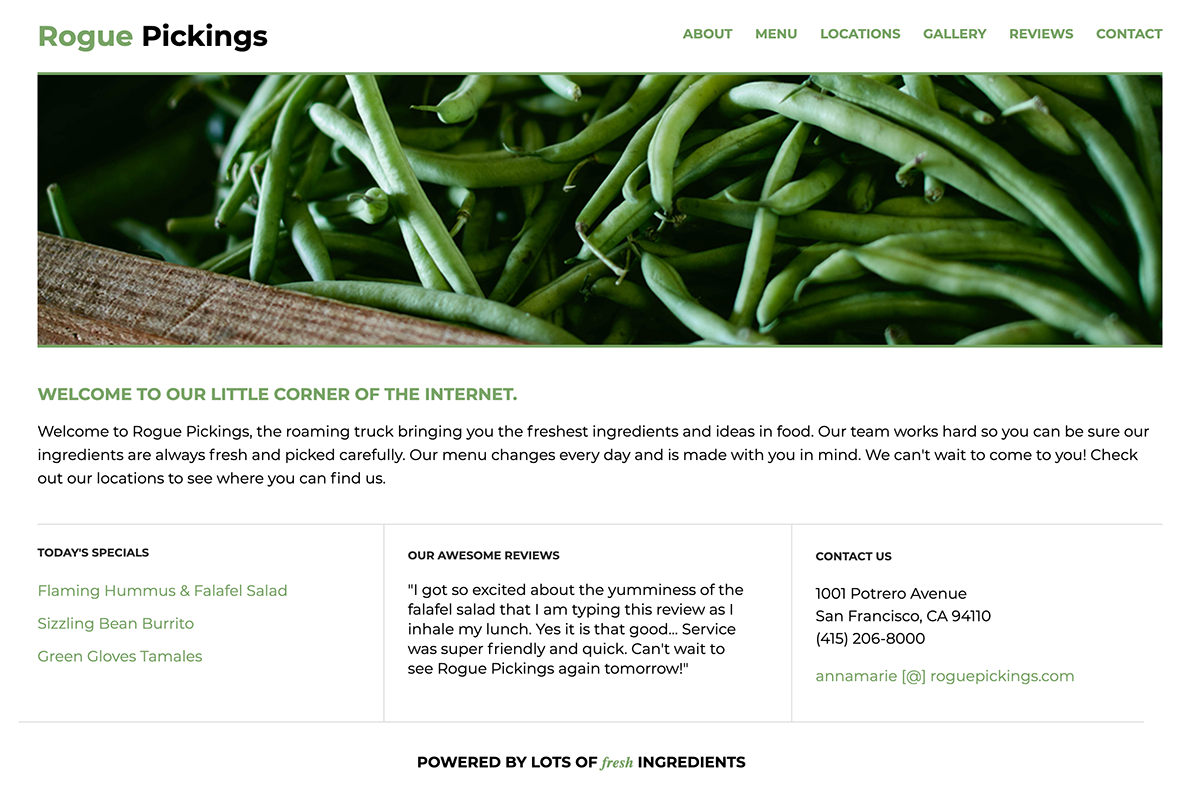 Rogue Pickings
ABOUT MENU LOCATIONS GALLERY REVIEWS CONTACT
WELCOME TO OUR LITTLE CORNER OF THE INTERNET.
Welcome to Rogue Pickings, the roaming truck bringing you the freshest ingredients and ideas in food. Our team works hard so you can be sure our
ingredients are always fresh and picked carefully. Our menu changes every day and is made with you in mind. We can't wait to come to you! Check
out our locations to see where you can find us.
TODAY'S SPECIALS
Flaming Hummus & Falafel Salad
Sizzling Bean Burrito
Green Gloves Tamales
OUR AWESOME REVIEWS
"I got so excited about the yumminess of the
falafel salad that I am typing this review as I
inhale my lunch. Yes it is that good... Service
was super friendly and quick. Can't wait to
see Rogue Pickings again tomorrow!"
CONTACT US
1001 Potrero Avenue
San Francisco, CA 94110
(415) 206-8000
annamarie [@] roguepickings.com
POWERED BY LOTS OF fresh INGREDIENTS